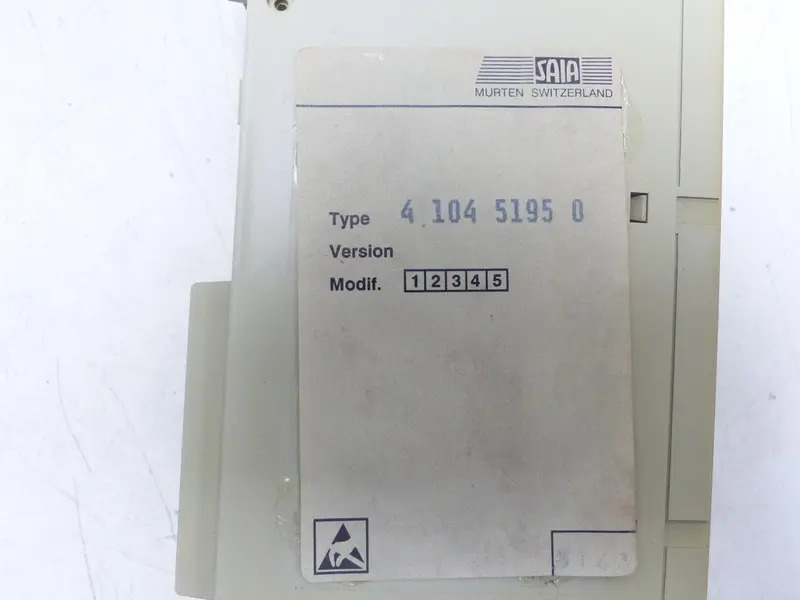 SAIA
MURTEN SWITZERLAND
Type 4 104 5195 0
Version
Modif. 1 2 3 4 5